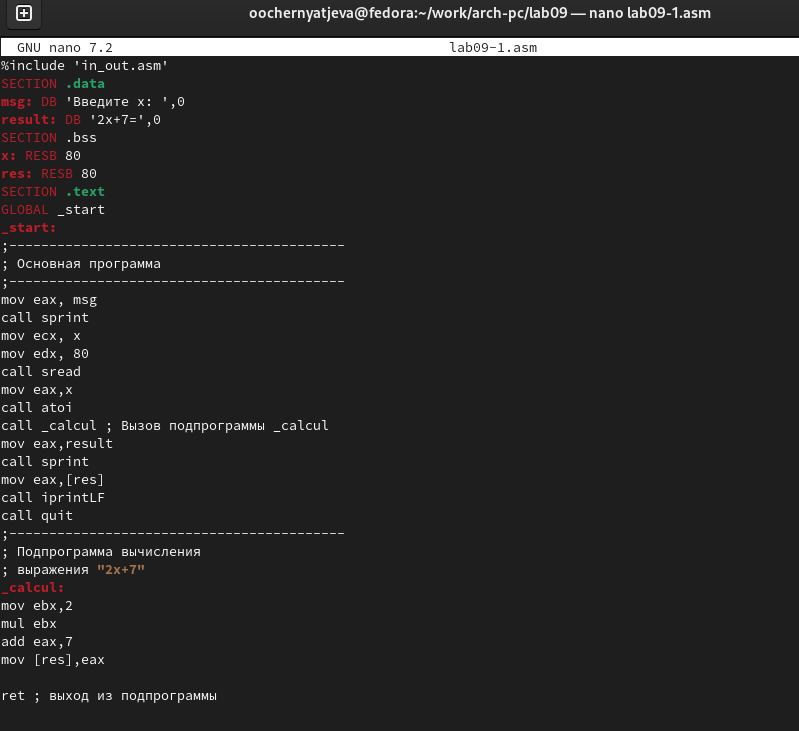 oochernyatjeva@fedora:~/work/arch-pc/lab09 — nano lab09-1.asm
GNU nano 7.2 lab09-1.asm
%include 'in_out.asm'
SECTION .data
msg: DB 'Введите x: ',0
result: DB '2x+7=',0
SECTION .bss
x: RESB 80
res: RESB 80
SECTION .text
GLOBAL _start
_start:
;------------------------------------------
; Основная программа
;------------------------------------------
mov eax, msg
call sprint
mov ecx, x
mov edx, 80
call sread
mov eax,x
call atoi
call _calcul ; Вызов подпрограммы _calcul
mov eax,result
call sprint
mov eax,[res]
call iprintLF
call quit
;------------------------------------------
; Подпрограмма вычисления
; выражения "2x+7"
_calcul:
mov ebx,2
mul ebx
add eax,7
mov [res],eax
ret ; выход из подпрограммы